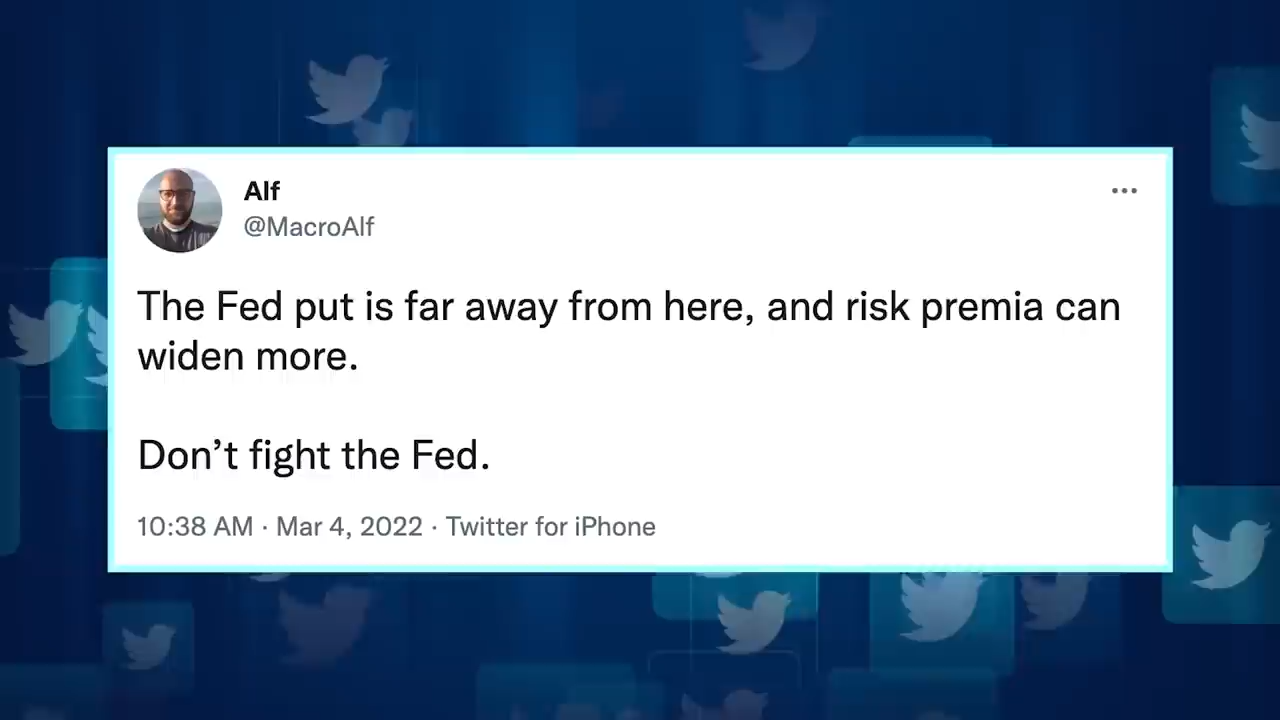 Alf
@MacroAlf
The Fed put is far away from here, and risk premia can
widen more.
Don’t fight the Fed.
10:38 AM · Mar 4, 2022 · Twitter for iPhone